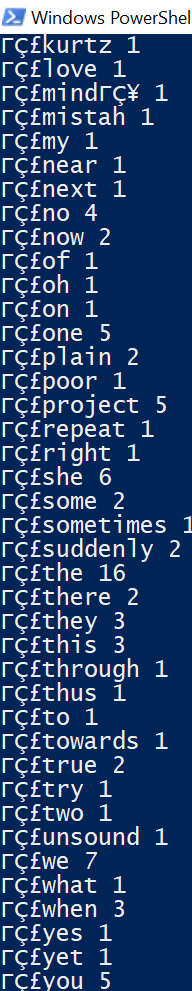 Windows PowerShel
ΓÇ£kurtz 1
ΓÇ£love 1
ΓÇ£mindΓÇ¥ 1
ΓÇ£mistah 1
ΓÇ£my 1
ΓÇ£near 1
ΓÇ£next 1
ΓÇ£no 4
ΓÇ£now 2
ΓÇ£of 1
ΓÇ£oh 1
ΓÇ£on 1
ΓÇ£one 5
ΓÇ£plain 2
ΓÇ£poor 1
ΓÇ£project 5
ΓÇ£repeat 1
ΓÇ£right 1
ΓÇ£she 6
ΓÇ£some 2
ΓÇ£sometimes 1
ΓÇ£suddenly 2
ΓÇ£the 16
ΓÇ£there 2
ΓÇ£they 3
ΓÇ£this 3
ΓÇ£through 1
ΓÇ£thus 1
ΓÇ£to 1
ΓÇ£towards 1
ΓÇ£true 2
ΓÇ£try 1
ΓÇ£two 1
ΓÇ£unsound 1
ΓÇ£we 7
ΓÇ£what 1
ΓÇ£when 3
ΓÇ£yes 1
ΓÇ£yet 1
ΓÇ£you 5